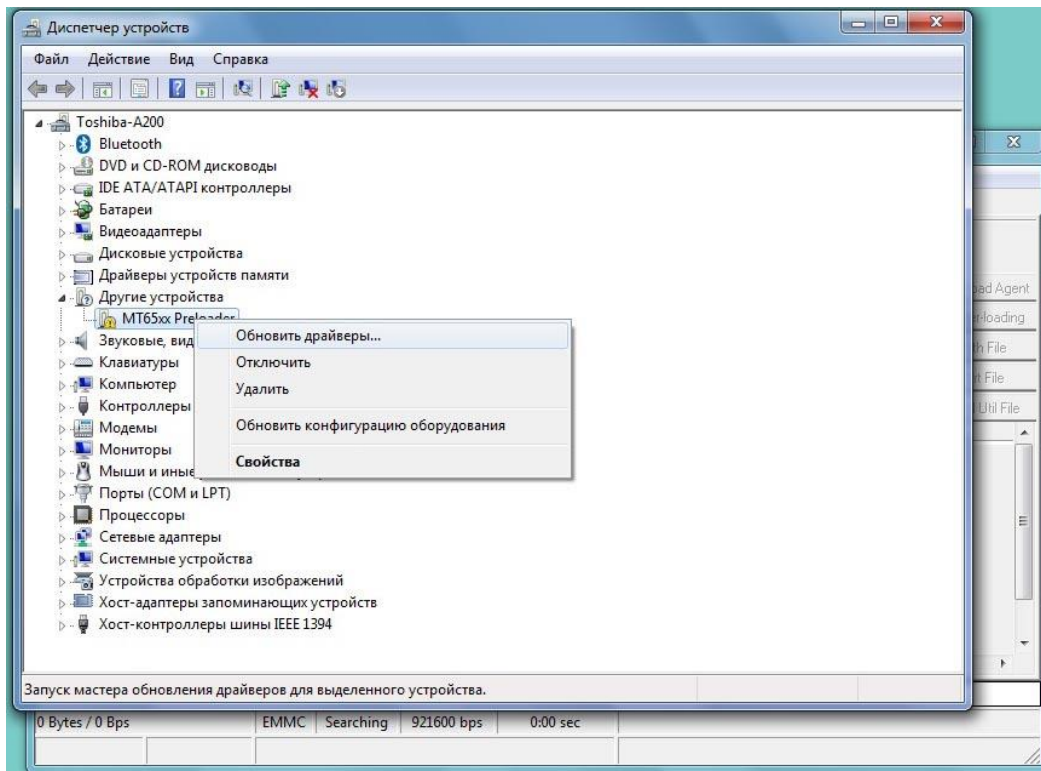 Диспетчер устройств
Файл Действие Вид Справка
Toshiba-A200
Bluetooth
DVD и CD-ROM дисководы
IDE ATA/ATAPI контроллеры
Батареи
Видеоадаптеры
Дисковые устройства
Драйверы устройств памяти
Другие устройства
MT65xx Preloader
Звуковые, вид
Клавиатуры
Компьютер
Контроллеры
Модемы
Мониторы
Мыши и иные
Порты (COM и LPT)
Процессоры
Сетевые адаптеры
Системные устройства
Устройства обработки изображений
Хост-адаптеры запоминающих устройств
Хост-контроллеры шины IEEE 1394
Обновить драйверы...
Отключить
Удалить
Обновить конфигурацию оборудования
Свойства
Запуск мастера обновления драйверов для выделенного устройства.
Agent
File
File
Util File
0 Bytes / 0 Bps EMMC Searching 921600 bps 0:00 sec